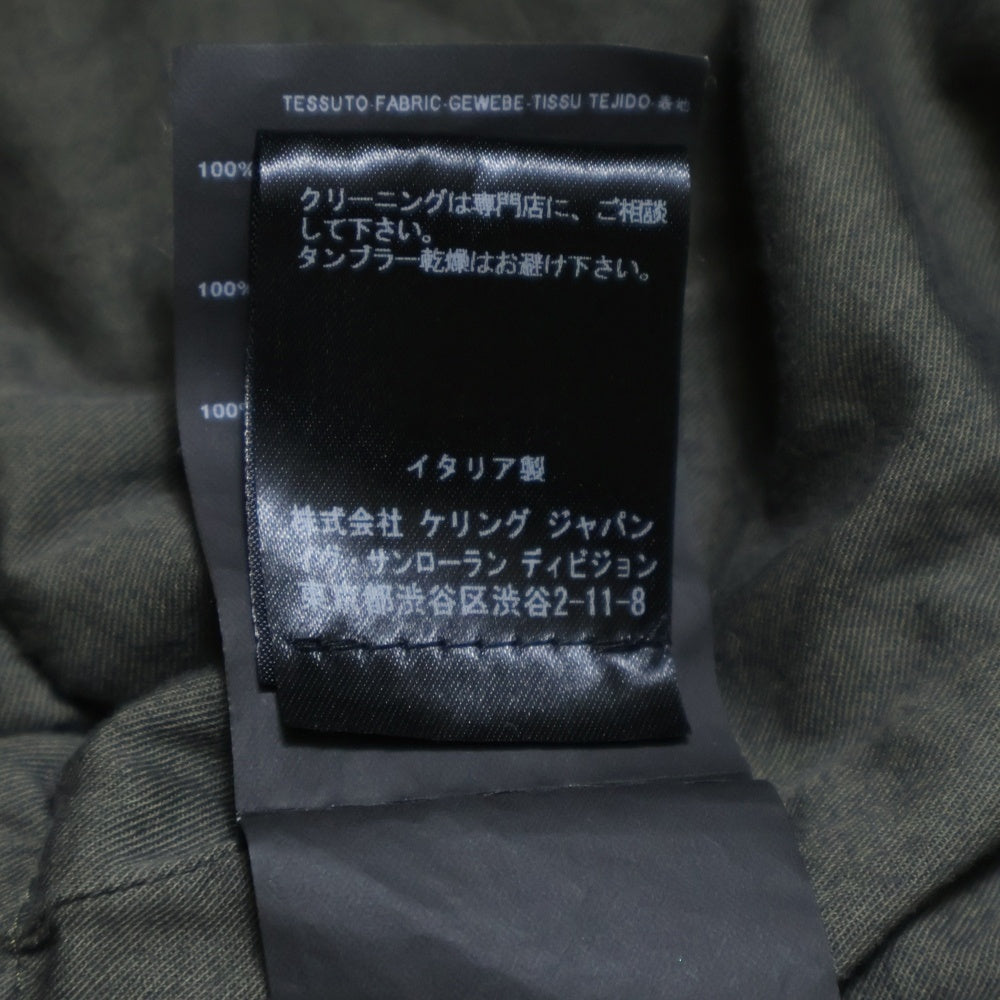 TESSUTO-FABRIC-GEWEBE-TISSU TEJIDO-表地
100%
クリーニングは専門店に、ご相談
して下さい。
タンブラー乾燥はお避け下さい。
100%
100%
イタリア製
株式会社 ケリング ジャパン
イヴ・サンローラン ディビジョン
東京都渋谷区渋谷2-11-8